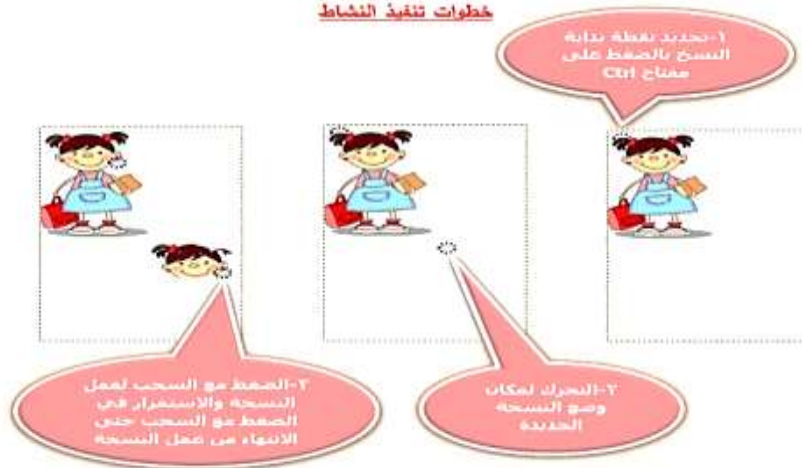 خطوات تنفيذ النشاط
١-تحديد نقطة بداية
النسخ بالضغط على
مفتاح Ctrl
٢-التحرك لمكان
وضع النسخة
الجديدة
٣-الضغط مع السحب لعمل
النسخة والاستمرار في
الضغط مع السحب حتى
الانتهاء من عمل النسخة